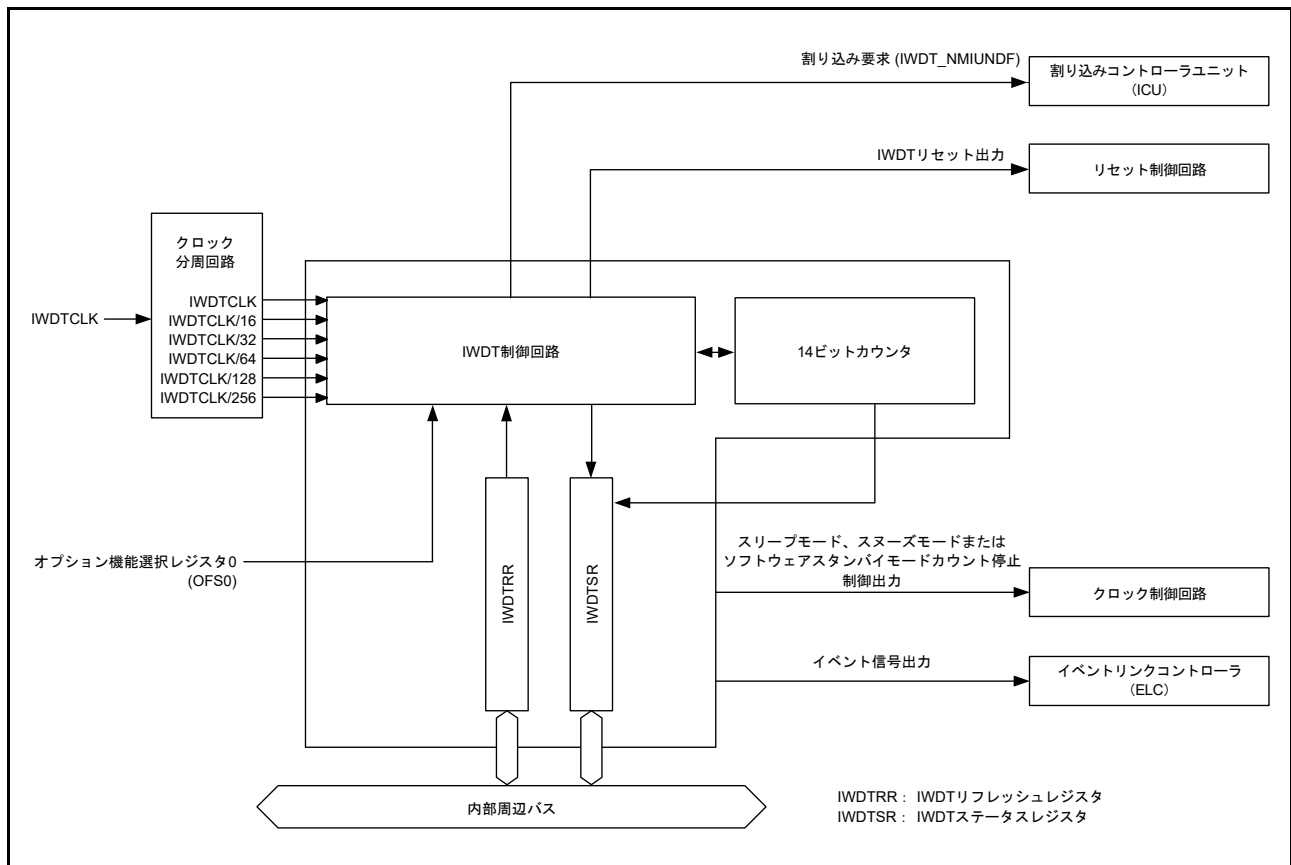 割り込み要求 (IWDT_NMIUNDF)
割り込みコントローラユニット
(ICU)
IWDTリセット出力
リセット制御回路
クロック
分周回路
IWDTCLK
IWDTCLK
IWDTCLK/16
IWDTCLK/32
IWDTCLK/64
IWDTCLK/128
IWDTCLK/256
IWDT制御回路
14ビットカウンタ
オプション機能選択レジスタ0
(OFS0)
IWDTRR
IWDTSR
スリープモード、スヌーズモードまたは
ソフトウェアスタンバイモードカウント停止
制御出力
クロック制御回路
イベント信号出力
イベントリンクコントローラ
(ELC)
内部周辺バス
IWDTRR : IWDTリフレッシュレジスタ
IWDTSR : IWDTステータスレジスタ